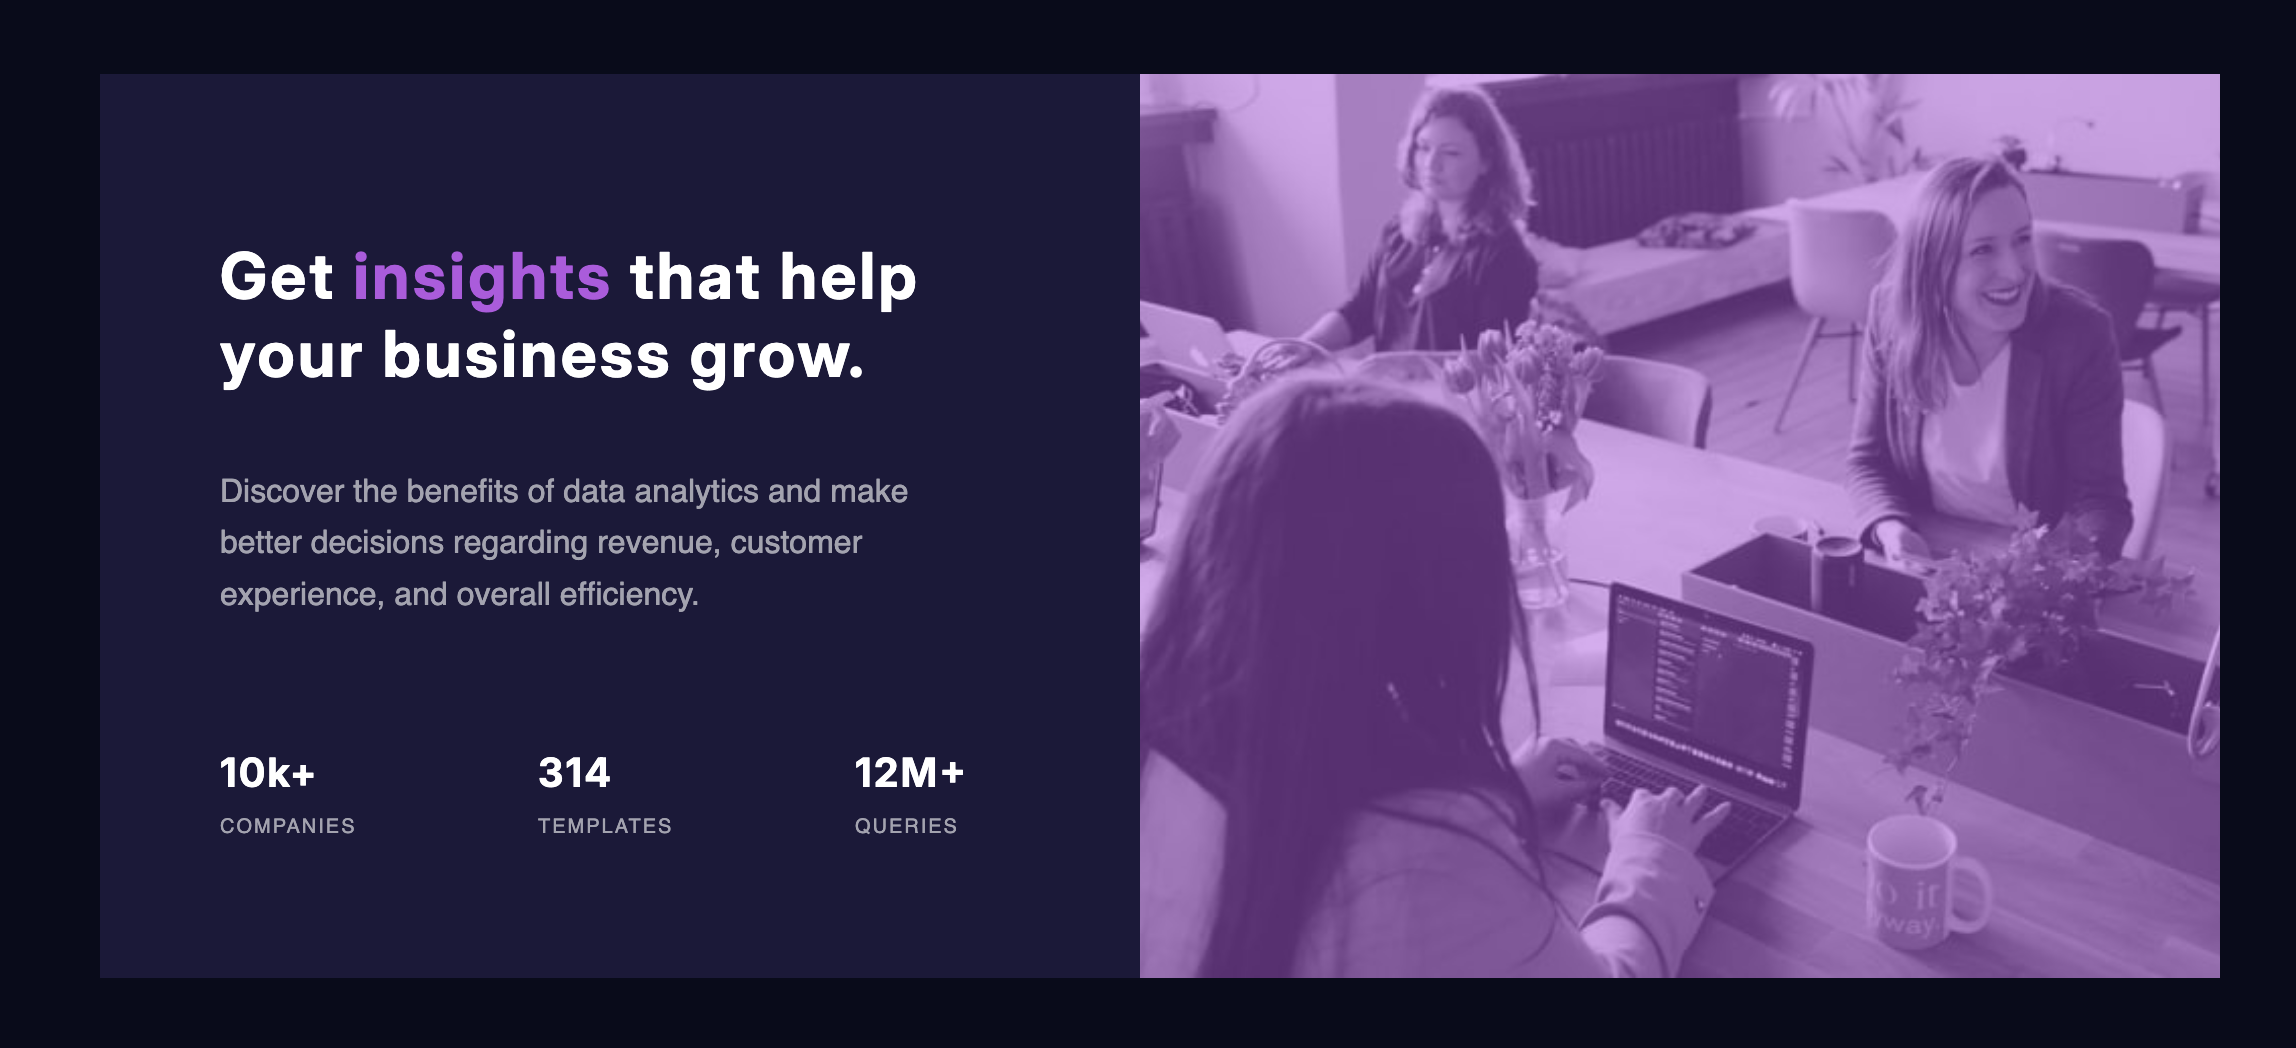 Get insights that help
your business grow.
Discover the benefits of data analytics and make
better decisions regarding revenue, customer
experience, and overall efficiency.
10k+ 314 12M+
COMPANIES TEMPLATES QUERIES